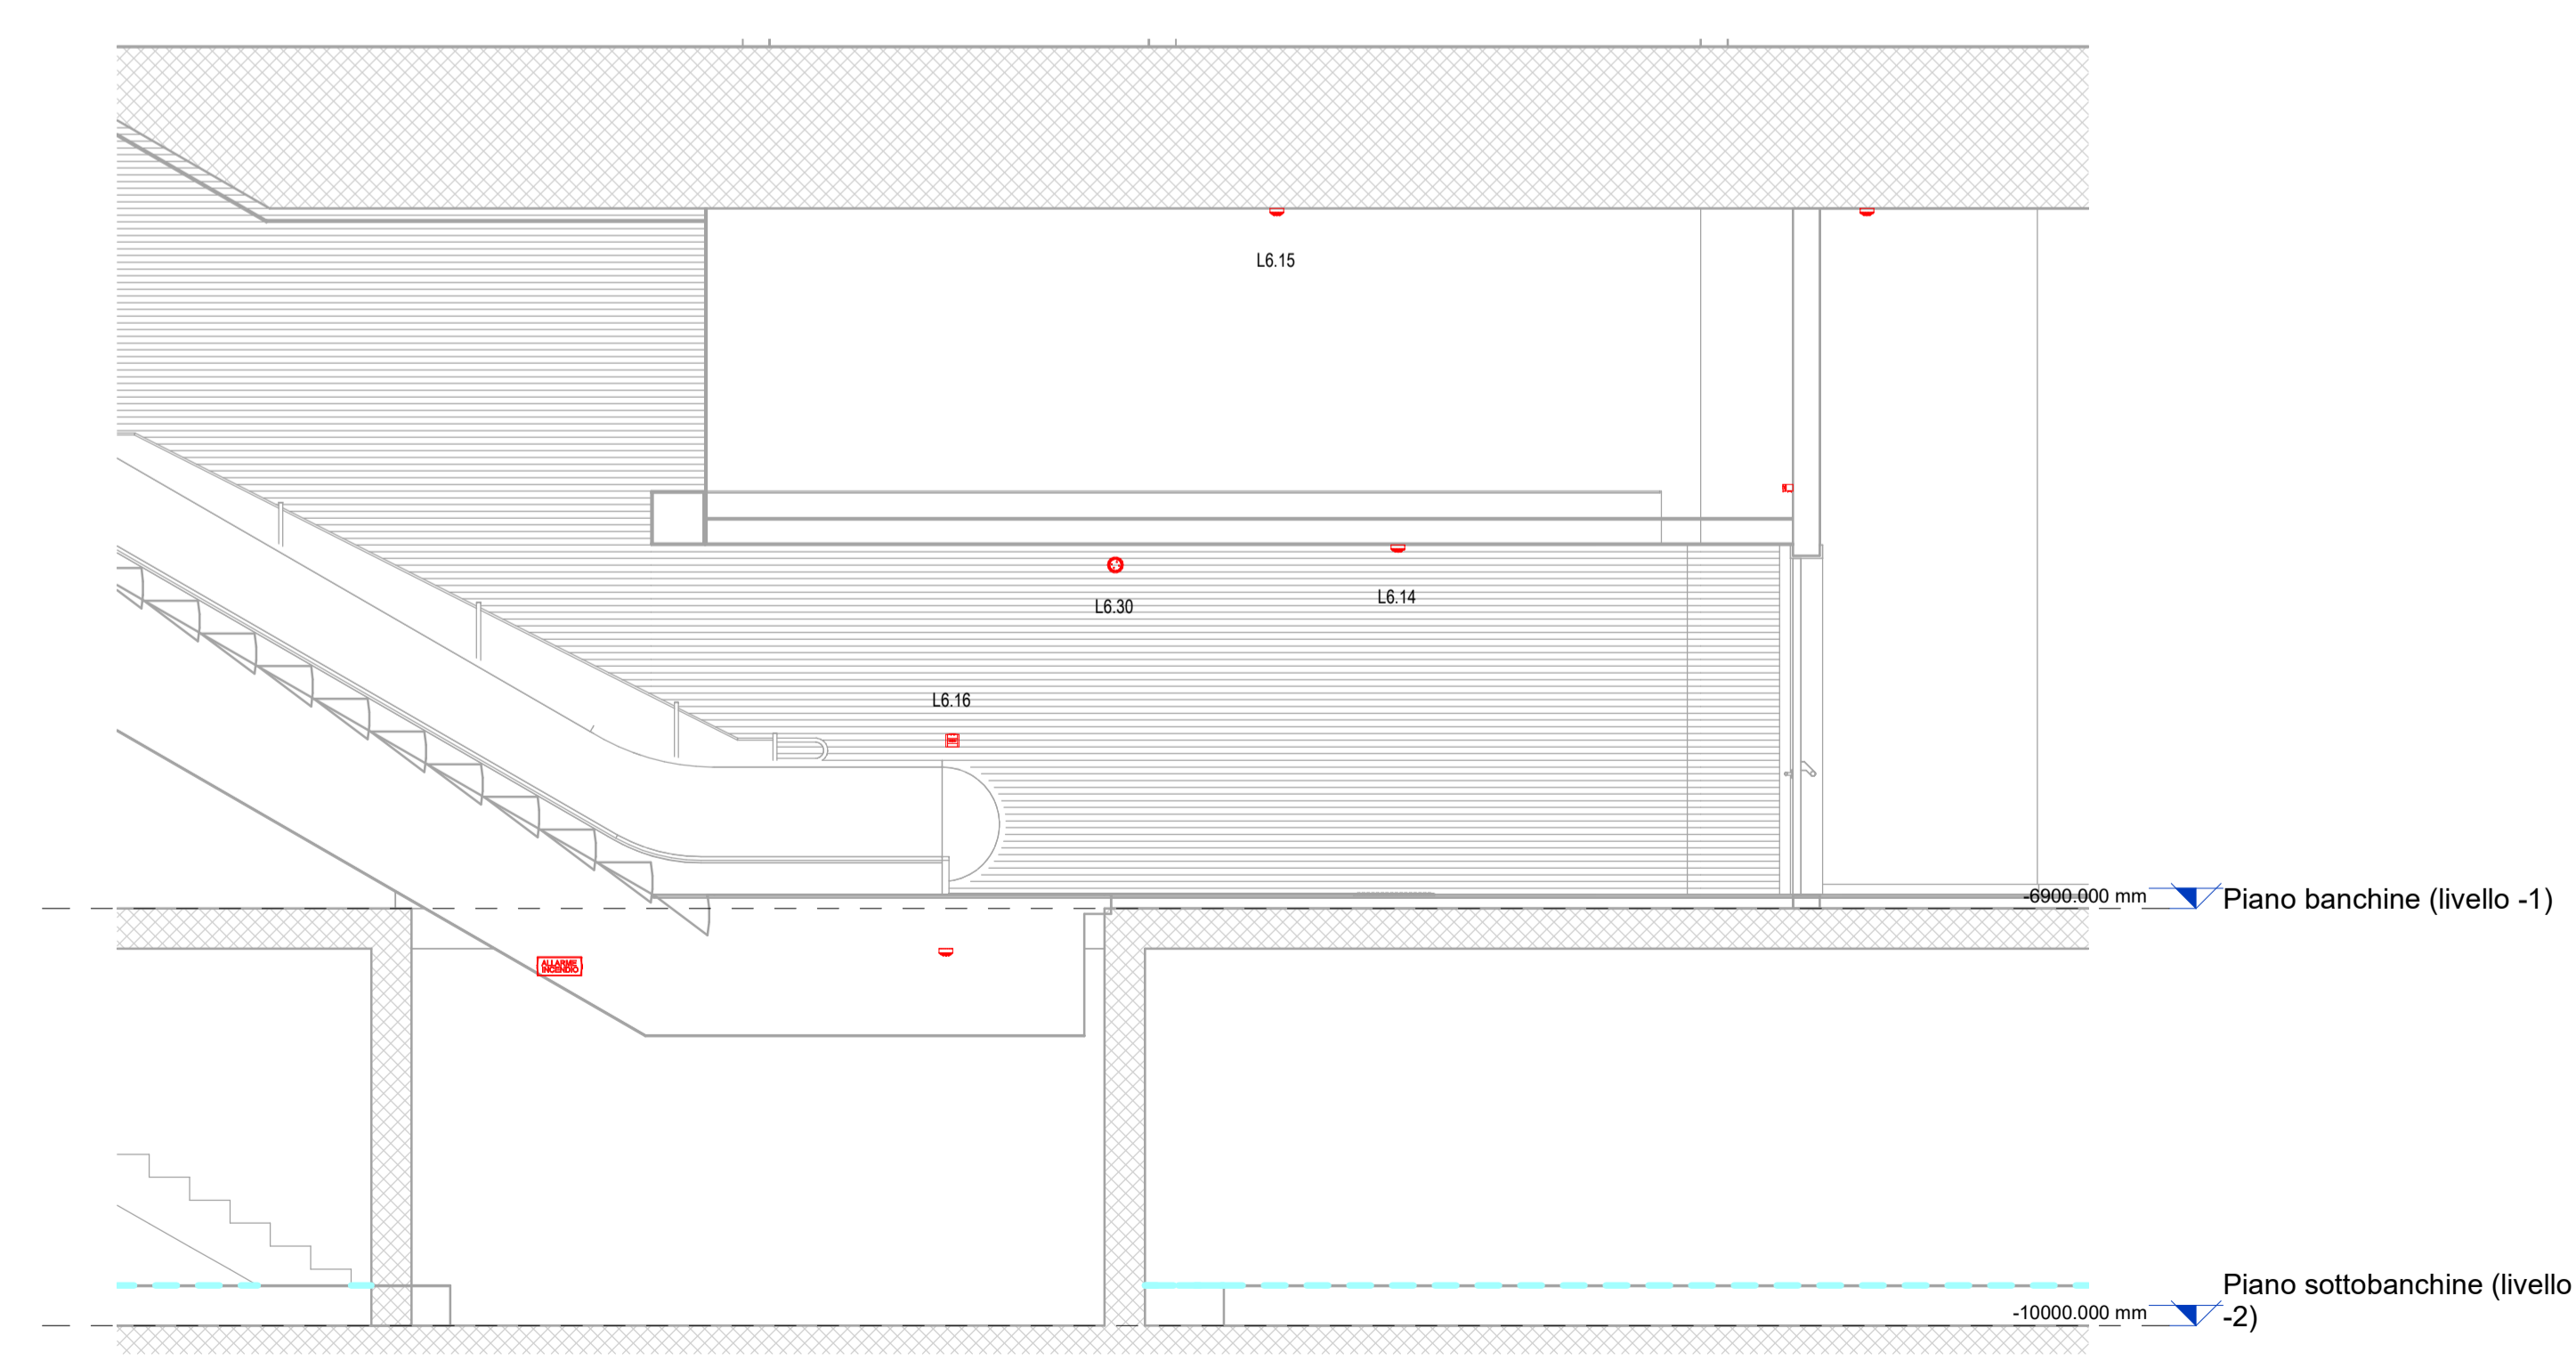 L6.15
L6.30
L6.14
L6.16
-6900.000 mm
Piano banchine (livello -1)
ALLARME
INCENDIO
Piano sottobanchine (livello
-10000.000 mm
-2)